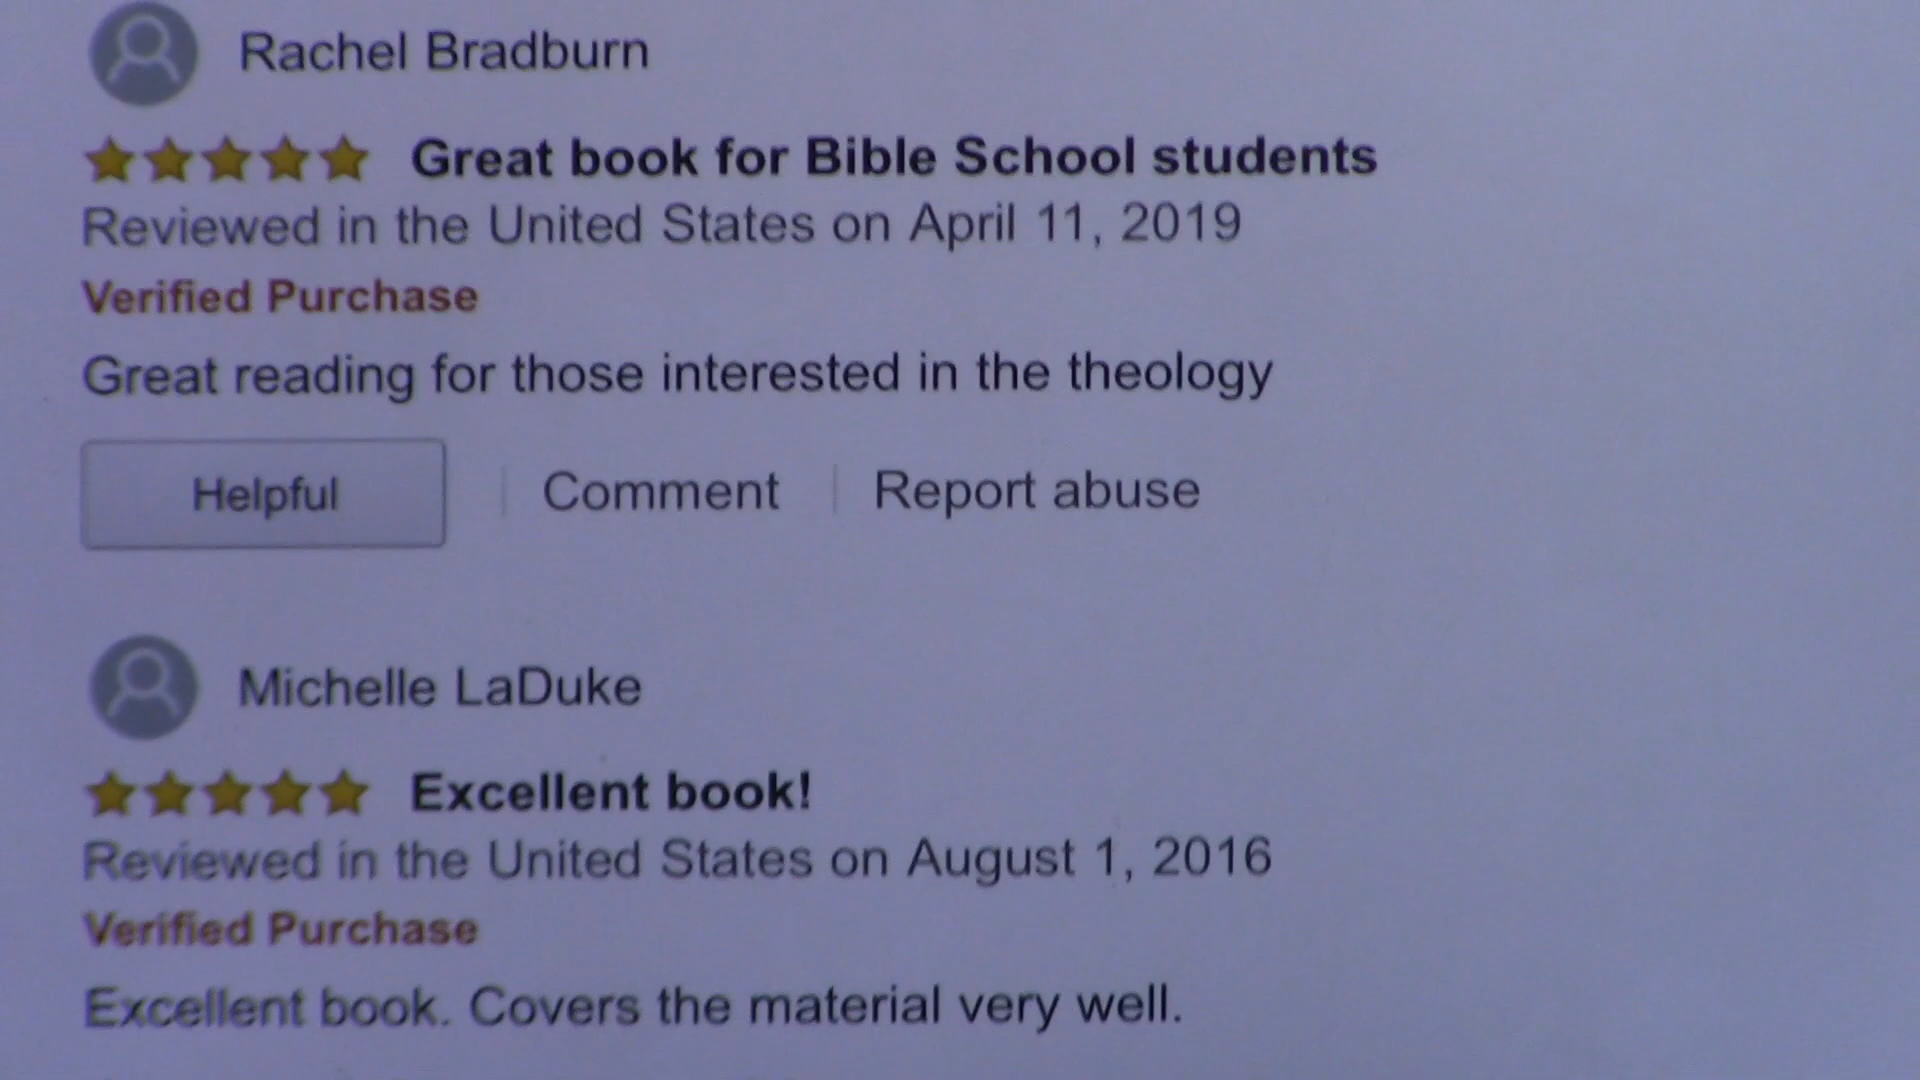 Rachel Bradburn
Great book for Bible School students
Reviewed in the United States on April 11, 2019
Verified Purchase
Great reading for those interested in the theology
Helpful | Comment | Report abuse
Michelle LaDuke
Excellent book!
Reviewed in the United States on August 1, 2016
Verified Purchase
Excellent book. Covers the material very well.